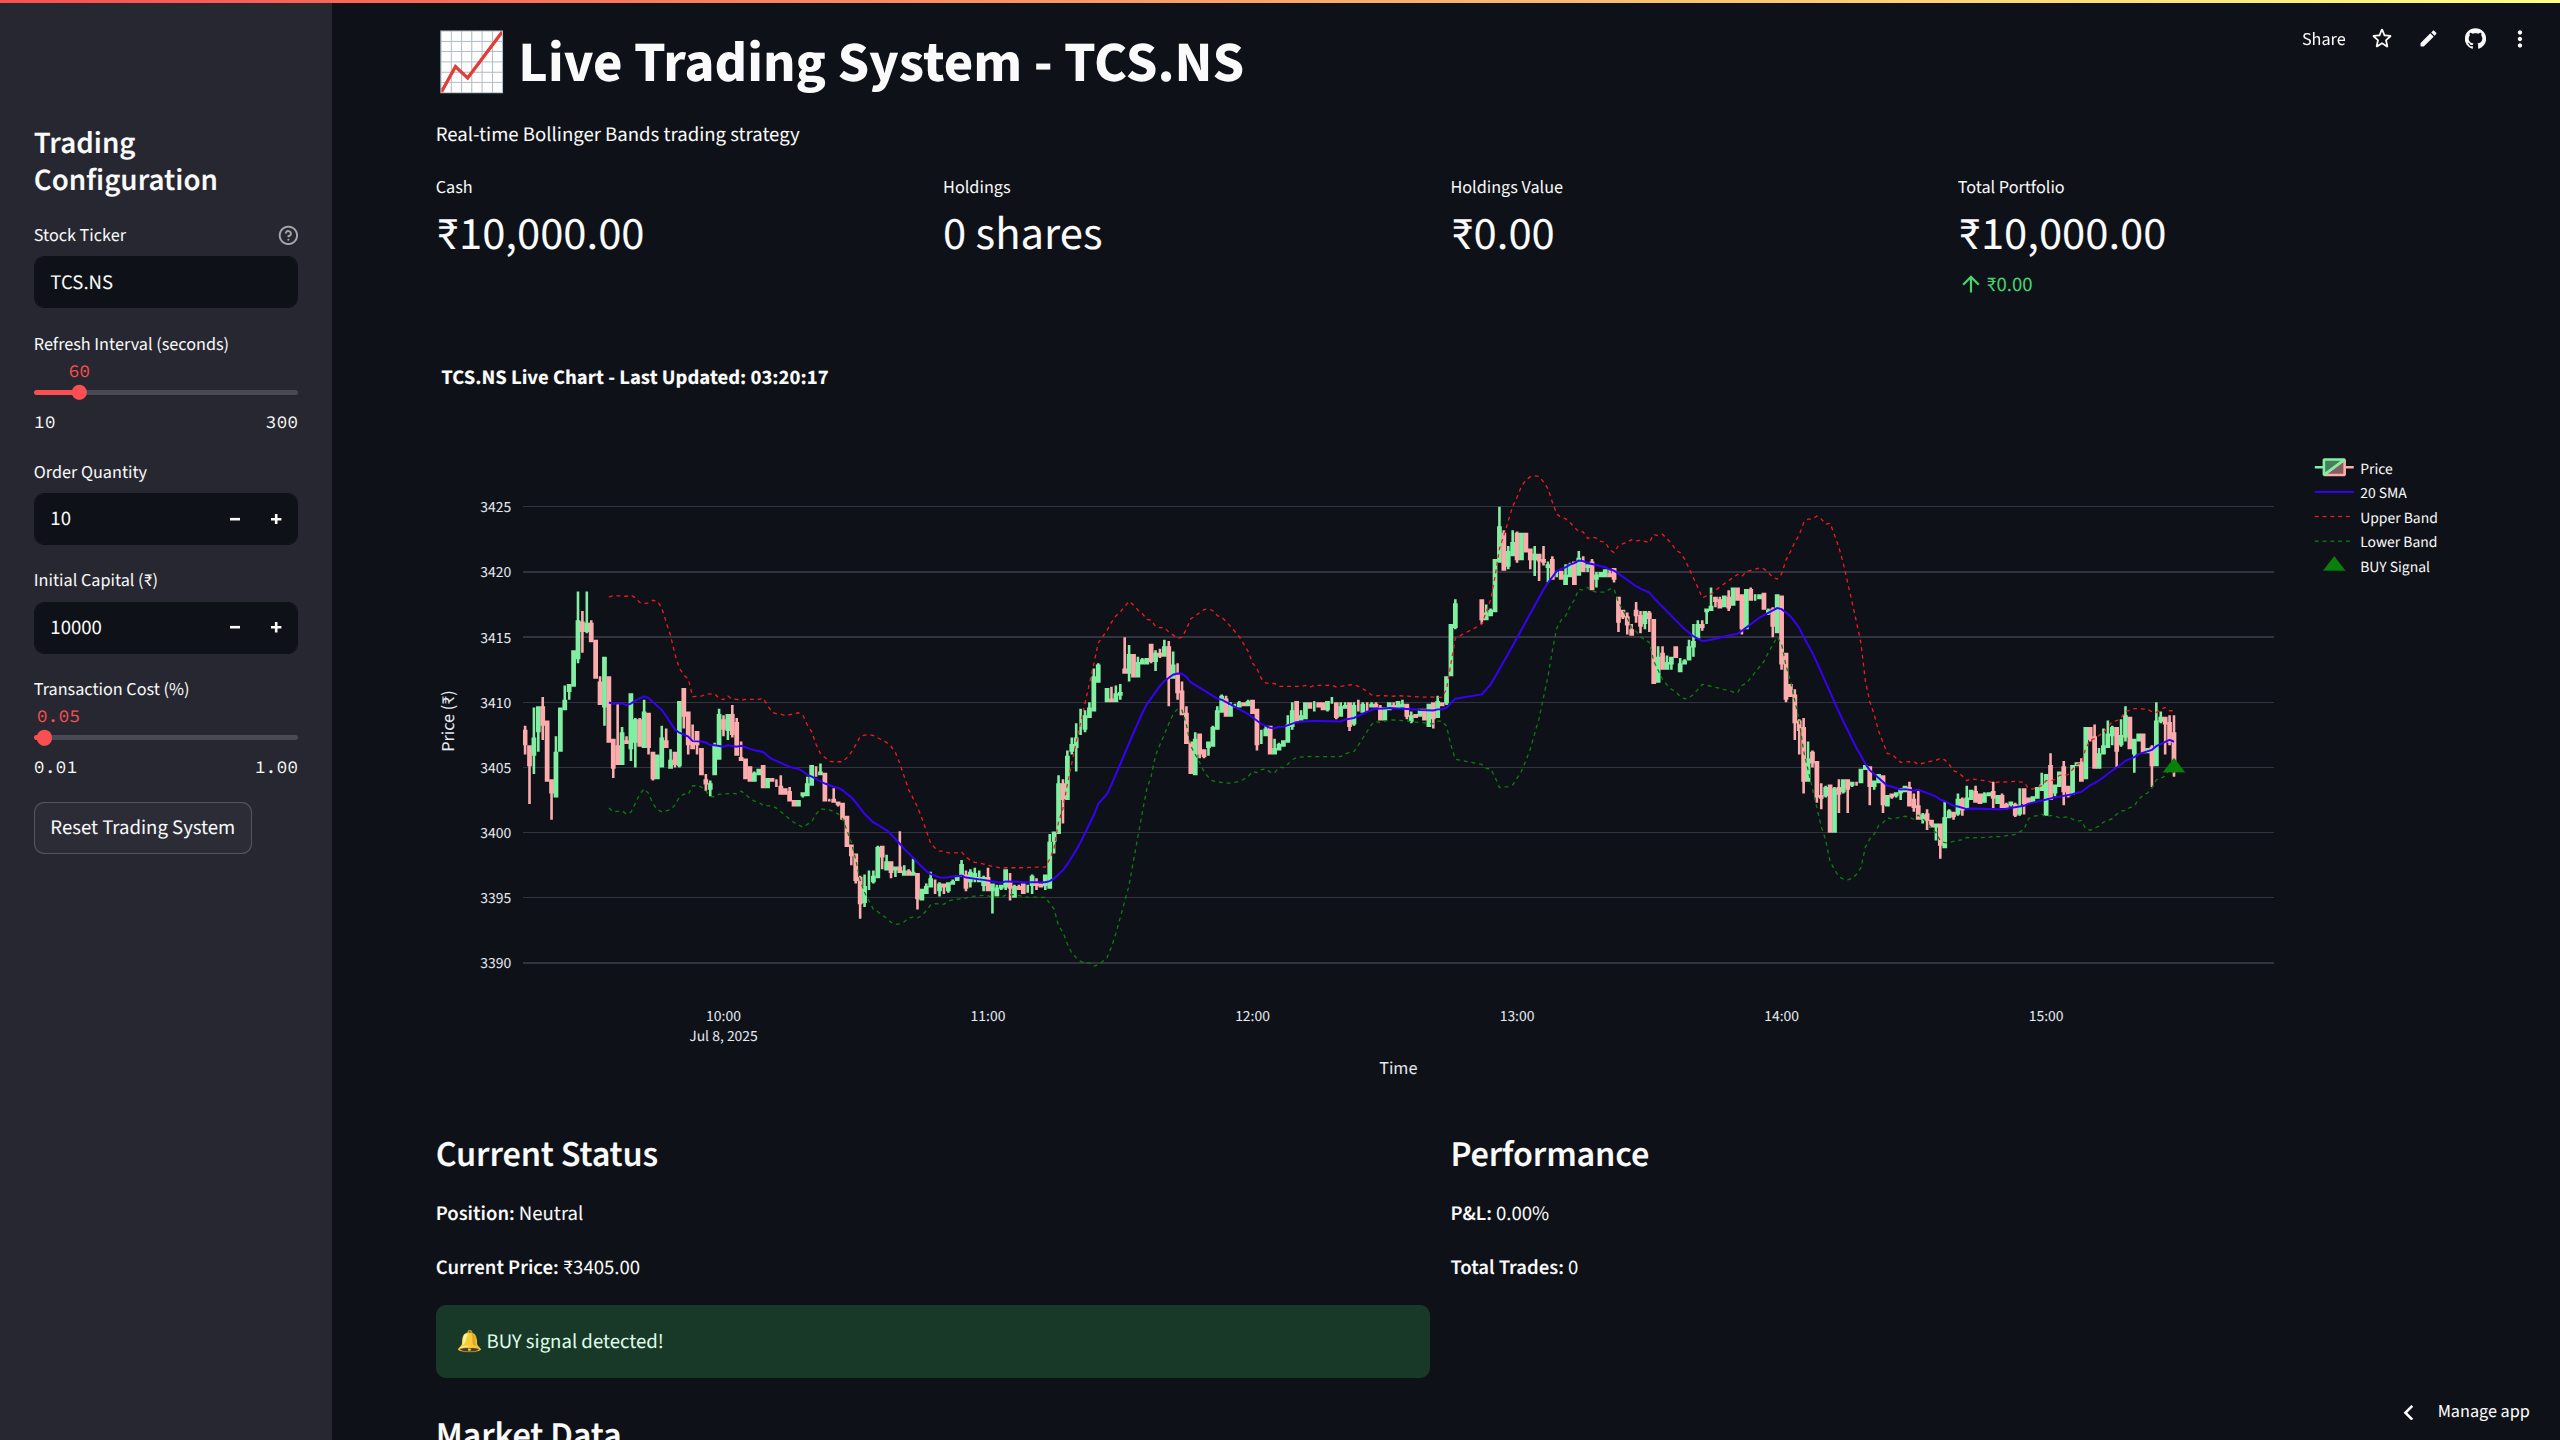 Trading
Configuration
Stock Ticker
TCS.NS
Refresh Interval (seconds)
60
10 300
Order Quantity
10
Initial Capital (₹)
10000
Transaction Cost (%)
0.05
0.01 1.00
Reset Trading System
Share
Live Trading System - TCS.NS
Real-time Bollinger Bands trading strategy
Cash Holdings Holdings Value Total Portfolio
₹10,000.00 0 shares ₹0.00 ₹10,000.00
↑ ₹0.00
TCS.NS Live Chart - Last Updated: 03:20:17
Price
20 SMA
Upper Band
Lower Band
BUY Signal
Price (₹)
3425
3420
3415
3410
3405
3400
3395
3390
10:00 11:00 12:00 13:00 14:00 15:00
Jul 8, 2025
Time
Current Status
Position: Neutral
Current Price: ₹3405.00
BUY signal detected!
Performance
P&L: 0.00%
Total Trades: 0
Market Data
Manage app